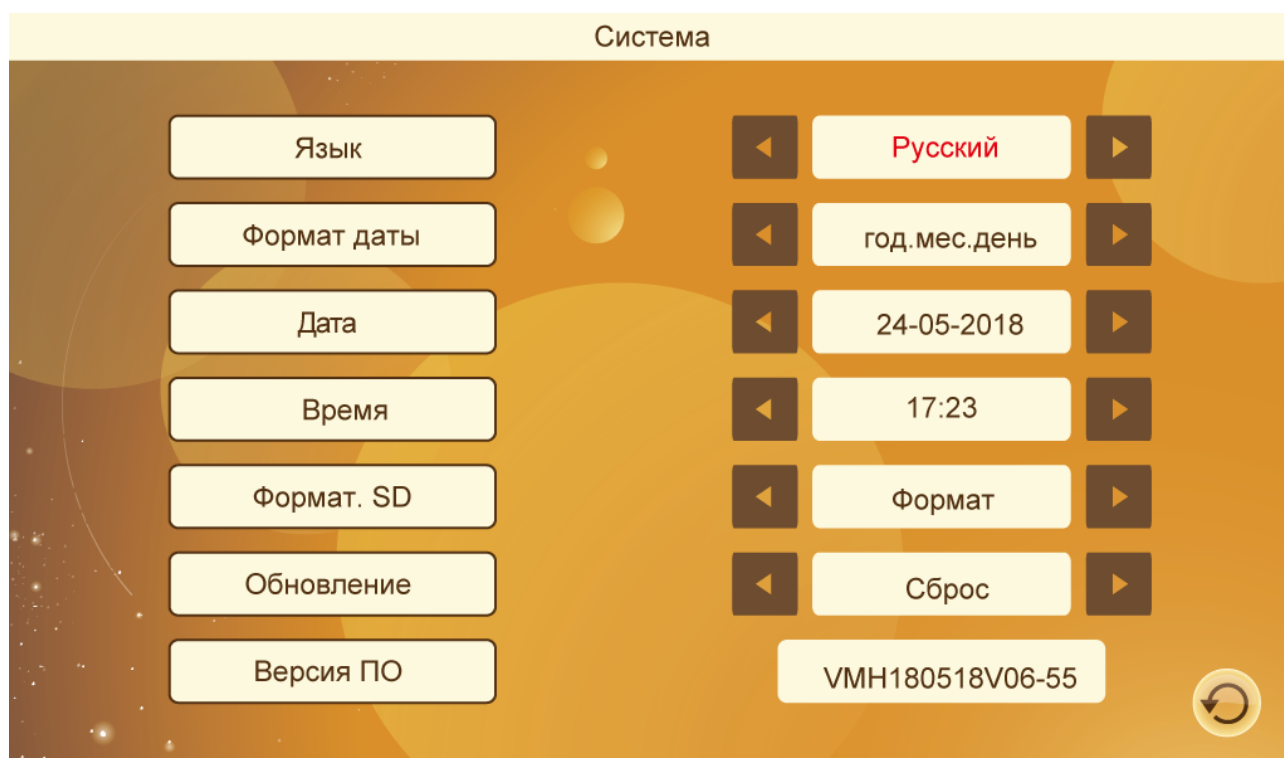 Система
Язык
Русский
Формат даты
год.мес.день
Дата
24-05-2018
Время
17:23
Формат. SD
Формат
Обновление
Сброс
Версия ПО
VMH180518V06-55